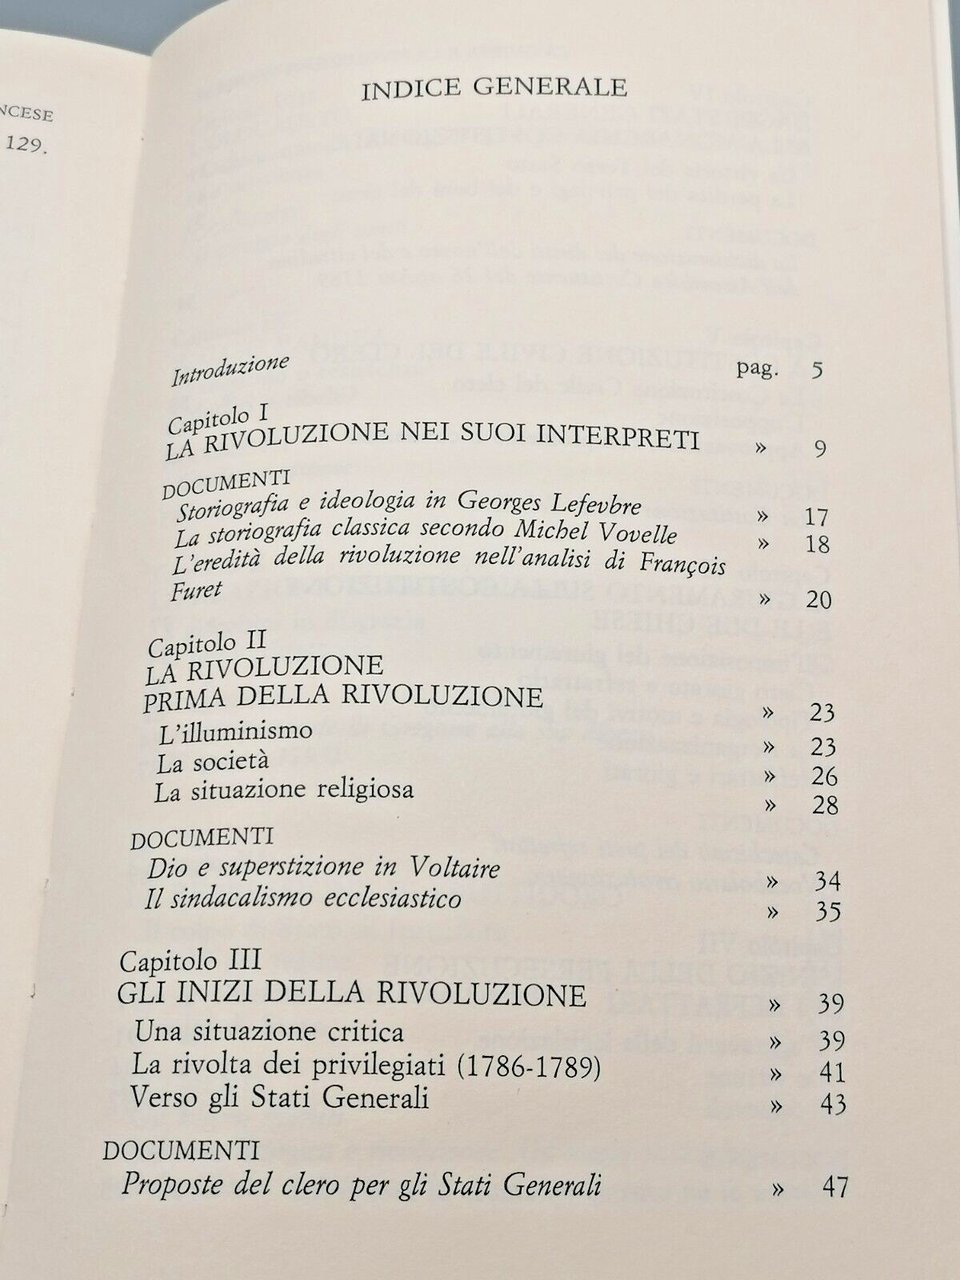 NCESE
129.
INDICE GENERALE
Introduzione pag. 5
Capitolo I
LA RIVOLUZIONE NEI SUOI INTERPRETI » 9
DOCUMENTI
Storiografia e ideologia in Georges Lefevbre » 17
La storiografia classica secondo Michel Vovelle » 18
L'eredità della rivoluzione nell'analisi di François
Furet » 20
Capitolo II
LA RIVOLUZIONE
PRIMA DELLA RIVOLUZIONE » 23
L'illuminismo » 23
La società » 26
La situazione religiosa » 28
DOCUMENTI
Dio e superstizione in Voltaire » 34
Il sindacalismo ecclesiastico » 35
Capitolo III
GLI INIZI DELLA RIVOLUZIONE » 39
Una situazione critica » 39
La rivolta dei privilegiati (1786-1789) » 41
Verso gli Stati Generali » 43
DOCUMENTI
Proposte del clero per gli Stati Generali » 47